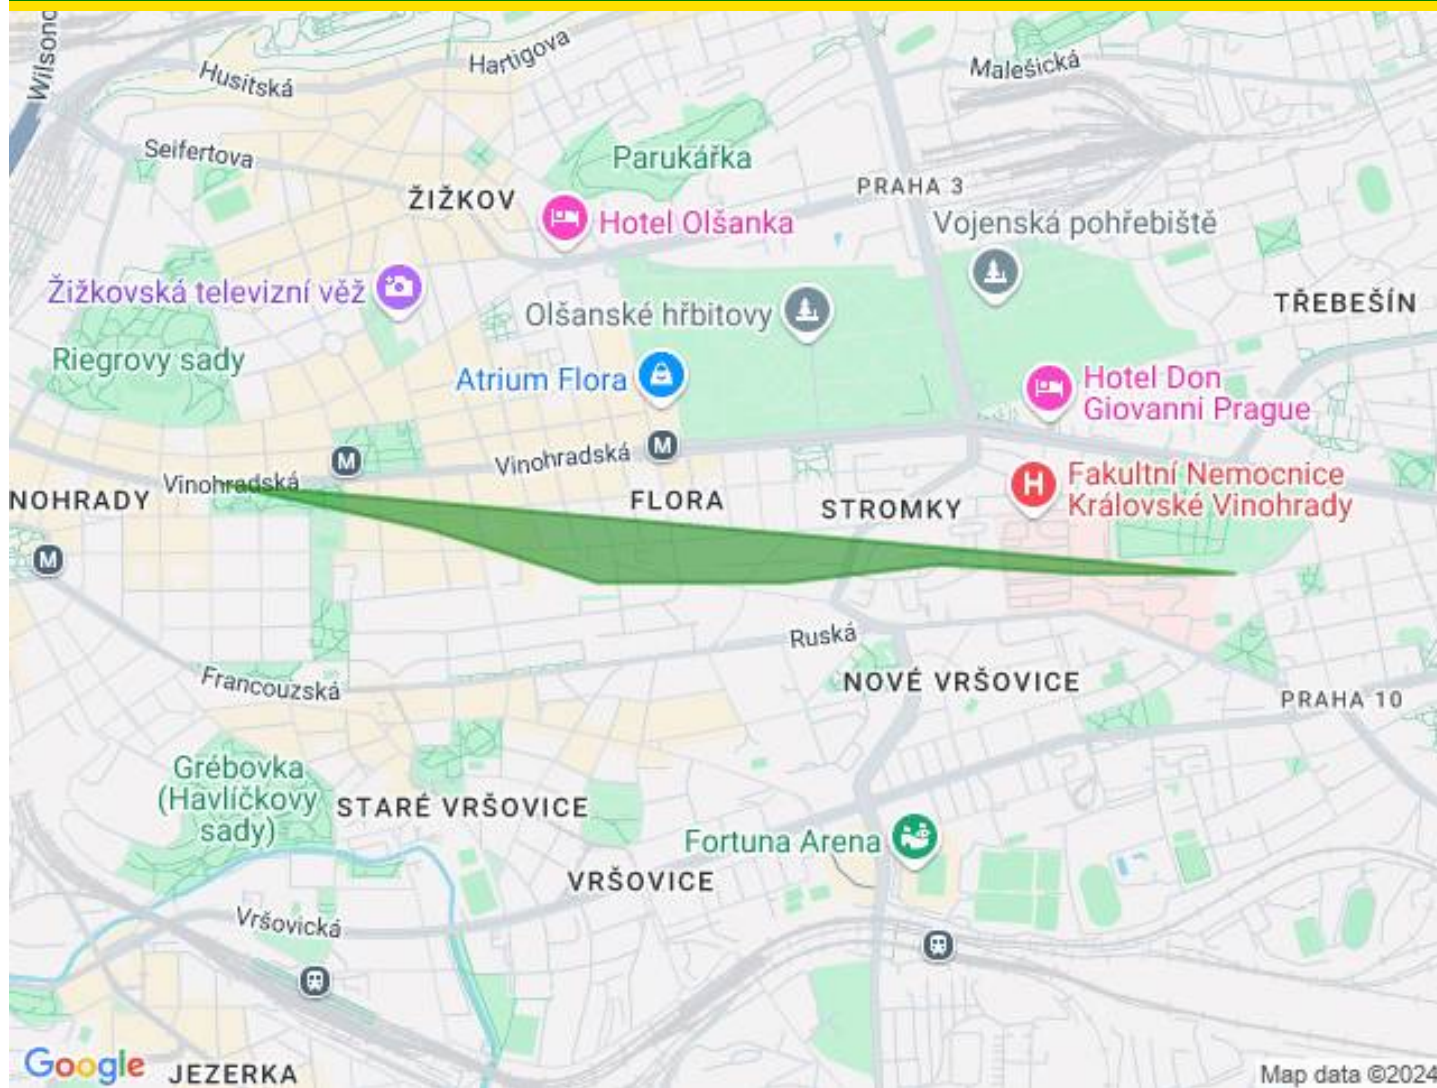 Wilsono
Husitská
Hartigova
Malešická
Seifertova
Parukářka
ŽIŽKOV
PRAHA 3
Hotel Olšanka
Vojenská pohřebiště
Žižkovská televizní věž
Olšanské hřbitovy
TŘEBEŠÍN
Riegrovy sady
Atrium Flora
Hotel Don
Giovanni Prague
M
M
Vinohradská
Vinohradská
NOHRADY
FLORA
STROMKY
H
Fakultní Nemocnice
Královské Vinohrady
M
Ruská
Francouzská
NOVÉ VRŠOVICE
PRAHA 10
Grébovka
(Havlíčkovy
sady)
STARÉ VRŠOVICE
Fortuna Arena
VRŠOVICE
Vršovická
Google
JEZERKA
Map data ©2024